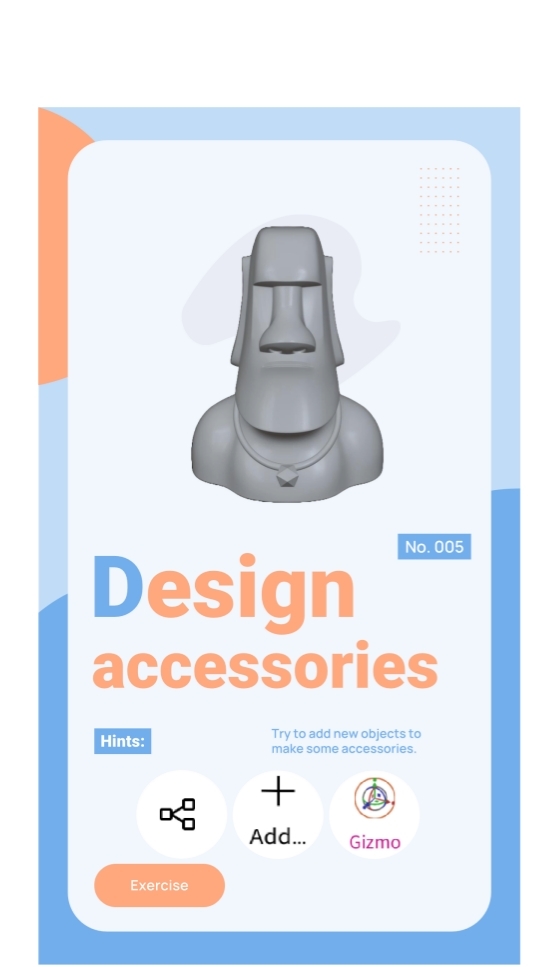 No. 005
Design
accessories
Hints:
Try to add new objects to
make some accessories.
Add...
Gizmo
Exercise